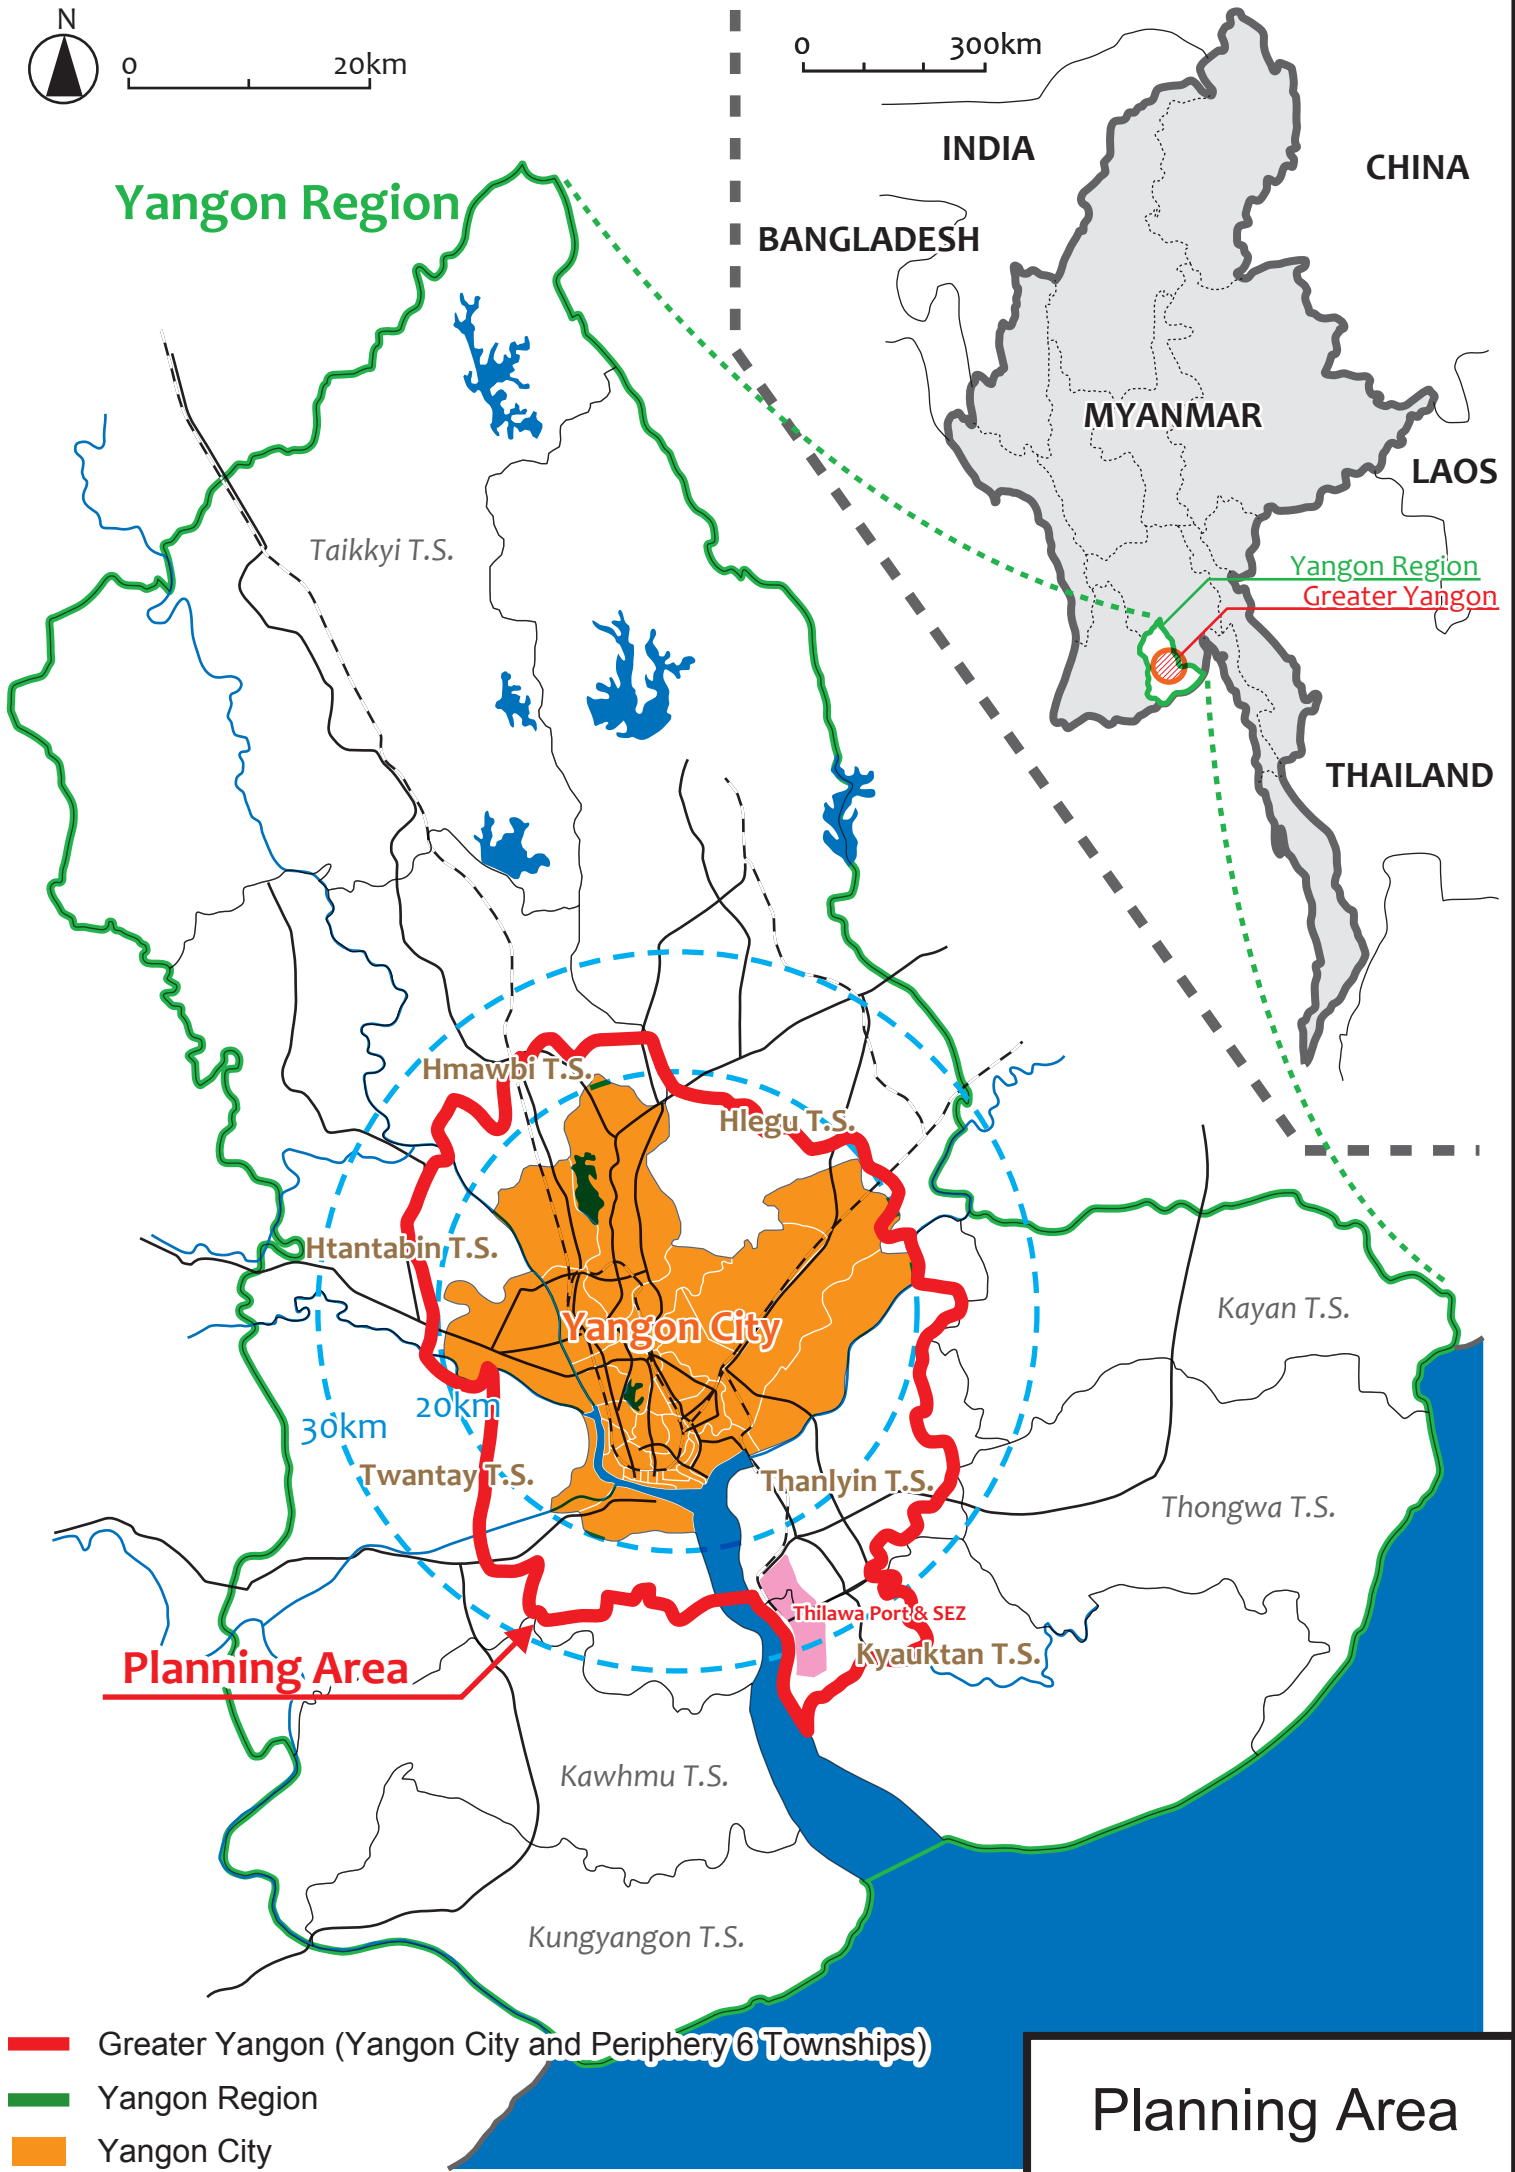 N
0 20km
0 300km
INDIA
CHINA
Yangon Region
BANGLADESH
MYANMAR
LAOS
Taikkyi T.S.
Yangon Region
Greater Yangon
THAILAND
Hmawbi T.S.
Hlegu T.S.
Htantabin T.S.
Kayan T.S.
Yangon City
20km
30km
Twantay T.S.
Thanlyin T.S.
Thongwa T.S.
Thilawa Port & SEZ
Kyauktan T.S.
Planning Area
Kawhmu T.S.
Kungyangon T.S.
Greater Yangon (Yangon City and Periphery 6 Townships)
Yangon Region
Yangon City
Planning Area